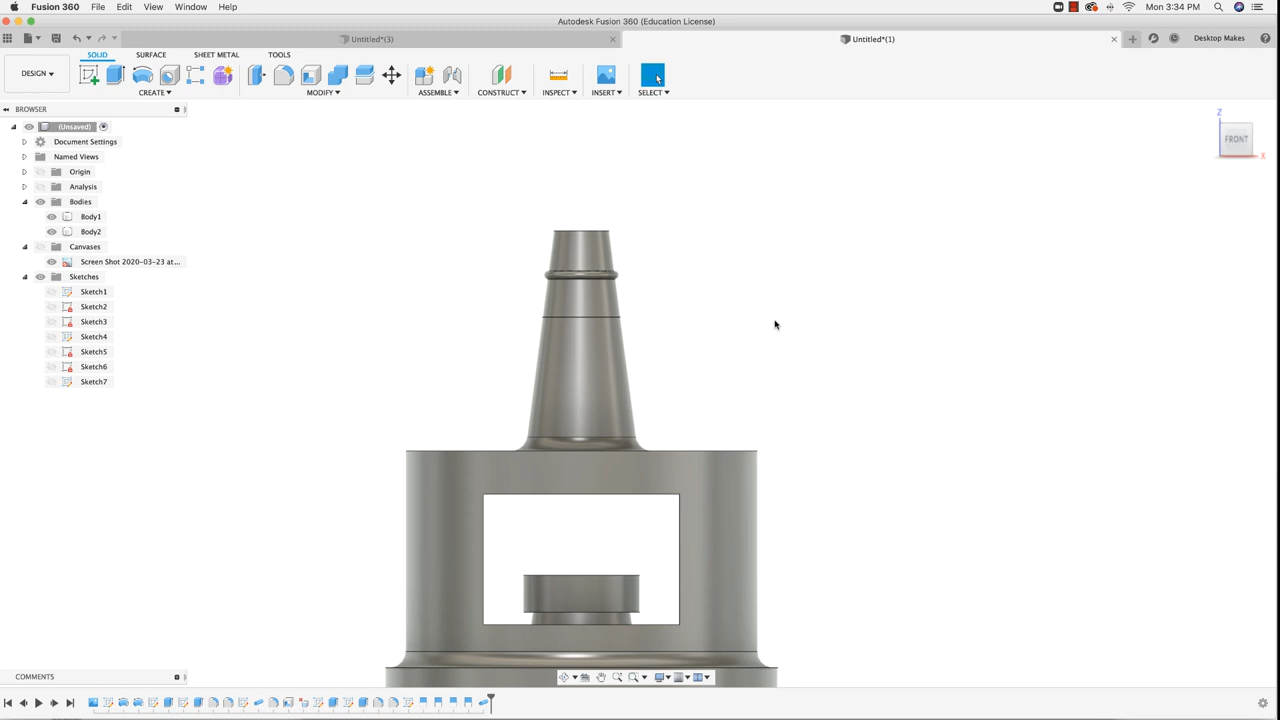 Fusion 360 File Edit View Window Help Mon 3:34 PM
Autodesk Fusion 360 (Education License)
Untitled*(3) Untitled*(1) Desktop Makes
SOLID SURFACE SHEET METAL TOOLS
DESIGN
CREATE MODIFY ASSEMBLE CONSTRUCT INSPECT INSERT SELECT
BROWSER
(Unsaved)
Document Settings
Named Views
Origin
Analysis
Bodies
Body1
Body2
Canvases
Screen Shot 2020-03-23 at...
Sketches
Sketch1
Sketch2
Sketch3
Sketch4
Sketch5
Sketch6
Sketch7
Z
FRONT
X
COMMENTS